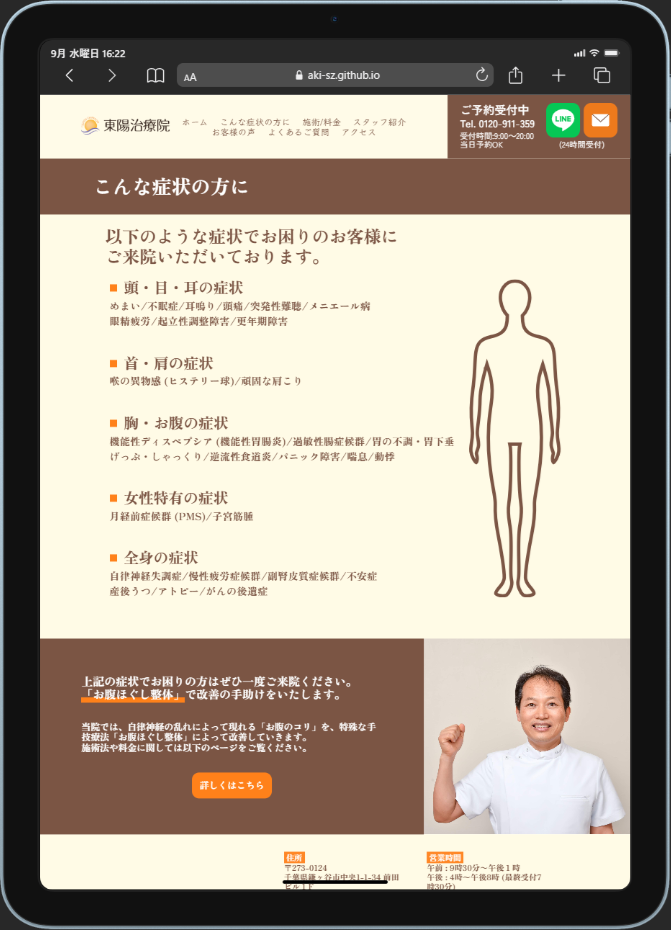 9月 水曜日 16:22
AA
aki-sz.github.io
東陽治療院
ホーム こんな症状の方に 施術/料金 スタッフ紹介
お客様の声 よくあるご質問 アクセス
ご予約受付中
Tel. 0120-911-359
受付時間:9:00〜20:00
当日予約OK
LINE
(24時間受付)
こんな症状の方に
以下のような症状でお困りのお客様に
ご来院いただいております。
頭・目・耳の症状
めまい/不眠症/耳鳴り/頭痛/突発性難聴/メニエール病
眼精疲労/起立性調整障害/更年期障害
首・肩の症状
喉の異物感 (ヒステリー球)/頑固な肩こり
胸・お腹の症状
機能性ディスペプシア (機能性胃腸炎)/過敏性腸症候群/胃の不調・胃下垂
げっぷ・しゃっくり/逆流性食道炎/パニック障害/喘息/動悸
女性特有の症状
月経前症候群 (PMS)/子宮筋腫
全身の症状
自律神経失調症/慢性疲労症候群/副腎皮質症候群/不安症
産後うつ/アトピー/がんの後遺症
上記の症状でお困りの方はぜひ一度ご来院ください。
「お腹ほぐし整体」で改善の手助けをいたします。
当院では、自律神経の乱れによって現れる「お腹のコリ」を、特殊な手
技療法「お腹ほぐし整体」によって改善していきます。
施術法や料金に関しては以下のページをご覧ください。
詳しくはこちら
住所
〒273-0124
千葉県鎌ヶ谷市中央1-1-34 前田
ビル1F
営業時間
午前 : 9時30分〜午後１時
午後 : 4時〜午後8時 (最終受付7
時30分)